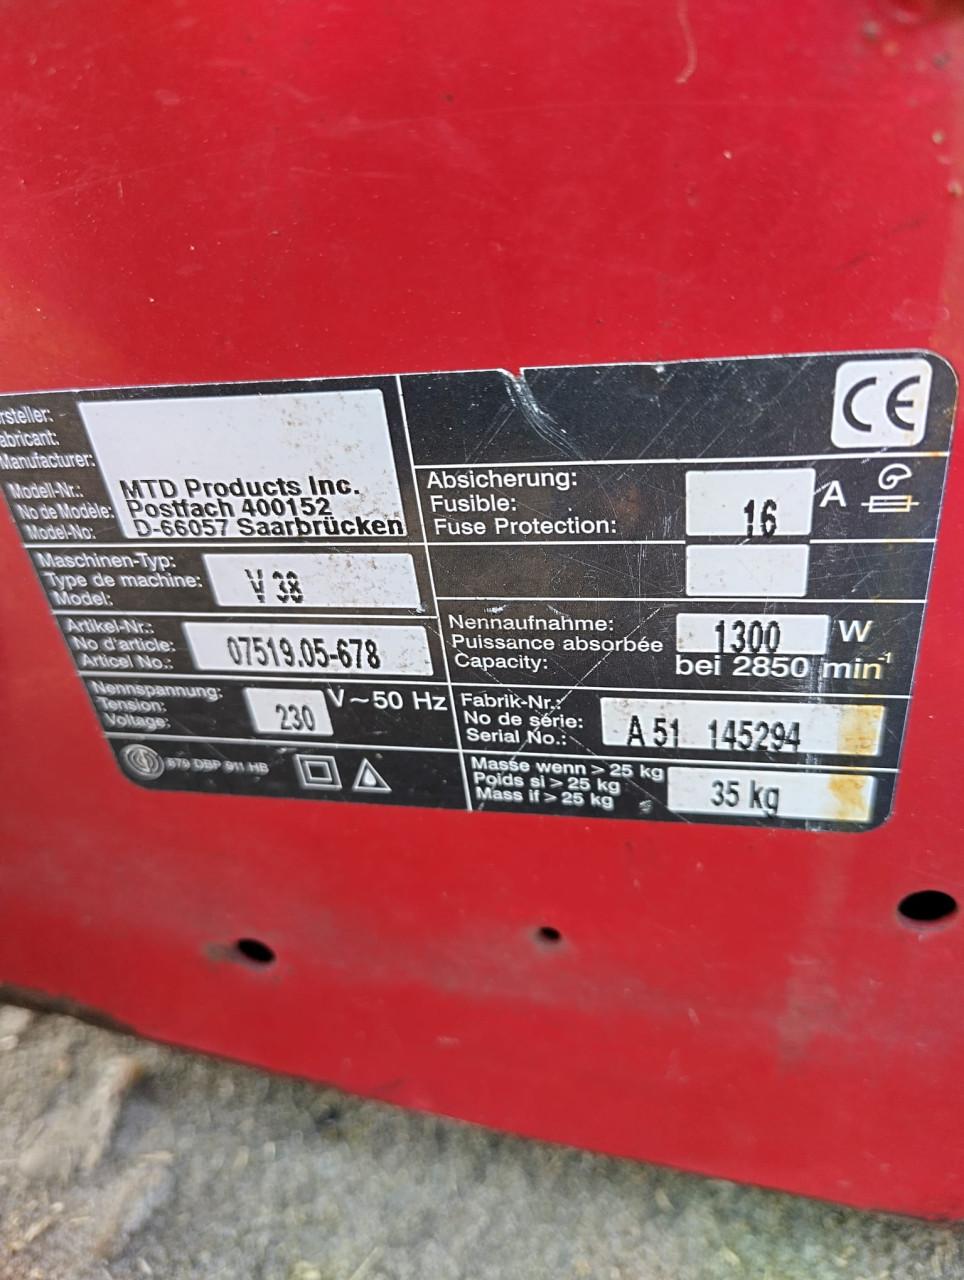 rsteller:
abricant:
Manufacturer:
Modell-Nr.:
No de Modèle:
Model-No:
MTD Products Inc.
Postfach 400152
D-66057 Saarbrücken
Maschinen-Typ:
Type de machine:
Model:
V 38
Artikel-Nr.:
No d'article:
Articel No.:
07519.05-678
Nennspannung:
Tension:
Voltage:
230
V~50 Hz
679 DBP 911 HB
CE
Absicherung:
Fusible:
Fuse Protection:
16 A
Nennaufnahme:
Puissance absorbée
Capacity:
1300 W
bei 2850 min-1
Fabrik-Nr.:
No de série:
Serial No.:
A 51 145294
Masse wenn > 25 kg
Poids si > 25 kg
Mass if > 25 kg
35 kg